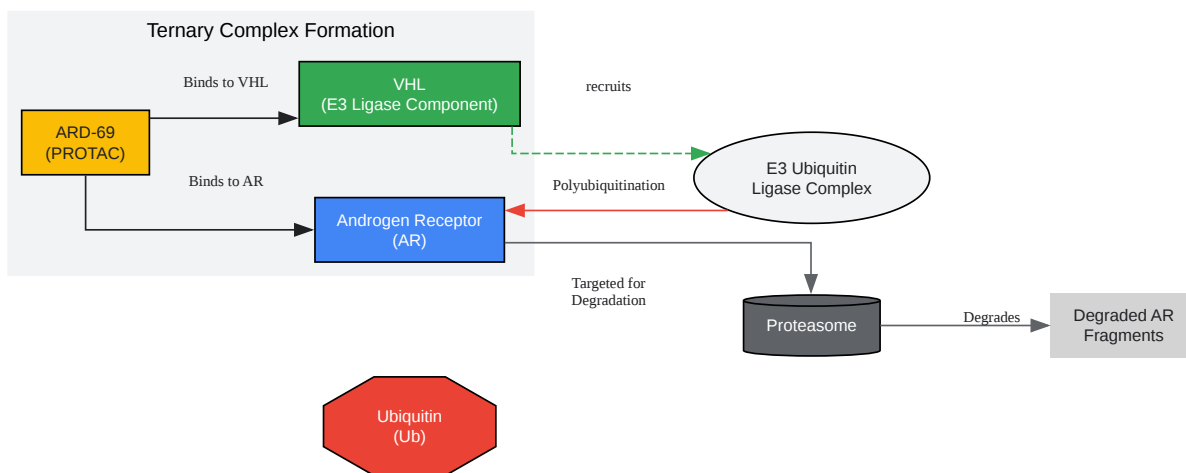 Ternary Complex Formation
Binds to VHL
VHL
(E3 Ligase Component)
recruits
ARD-69
(PROTAC)
E3 Ubiquitin
Ligase Complex
Binds to AR
Polyubiquitination
Androgen Receptor
(AR)
Targeted for
Degradation
Proteasome
Degrades
Degraded AR
Fragments
Ubiquitin
(Ub)